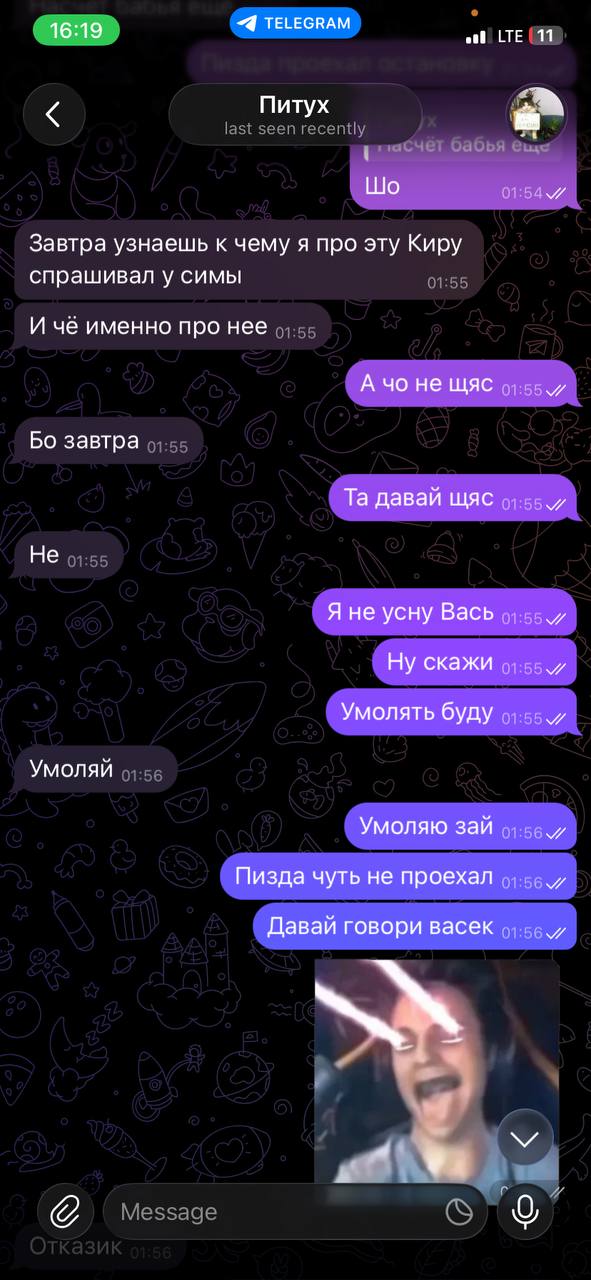 16:19
TELEGRAM
LTE 11
Пизда проехал остановку
Питух
last seen recently
Насчёт бабья ещё
Шо 01:54
Завтра узнаешь к чему я про эту Киру
спрашивал у симы 01:55
И чё именно про нее 01:55
А чо не щяс 01:55
Бо завтра 01:55
Та давай щяс 01:55
Не 01:55
Я не усну Вась 01:55
Ну скажи 01:55
Умолять буду 01:55
Умоляй 01:56
Умоляю зай 01:56
Пизда чуть не проехал 01:56
Давай говори васек 01:56
Message
Отказик 01:56